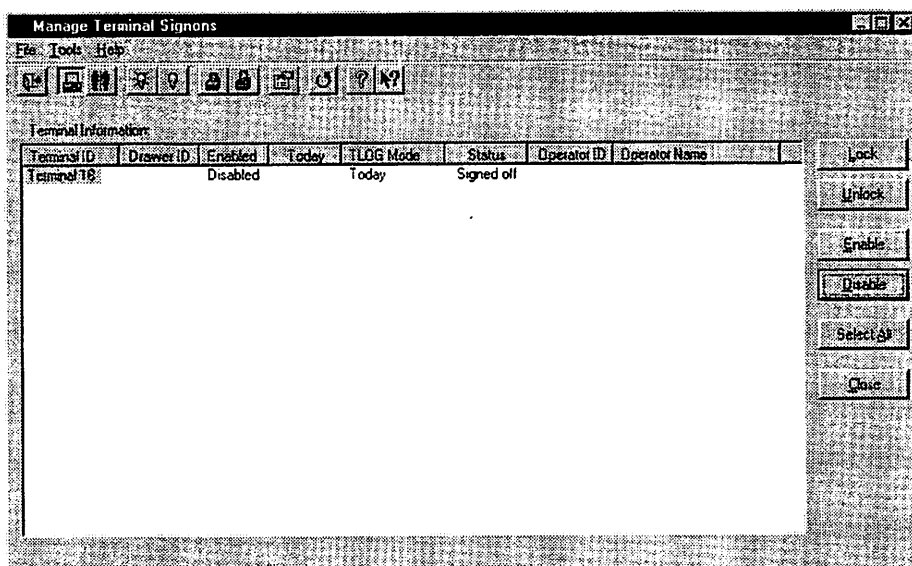 Manage Terminal Signons
File Tools Help
Terminal Information:
Terminal ID Drawer ID Enabled Today TLOG Mode Status Operator ID Operator Name
Terminal 16 Disabled Today Signed off
Lock
Unlock
Enable
Disable
Select All
Close